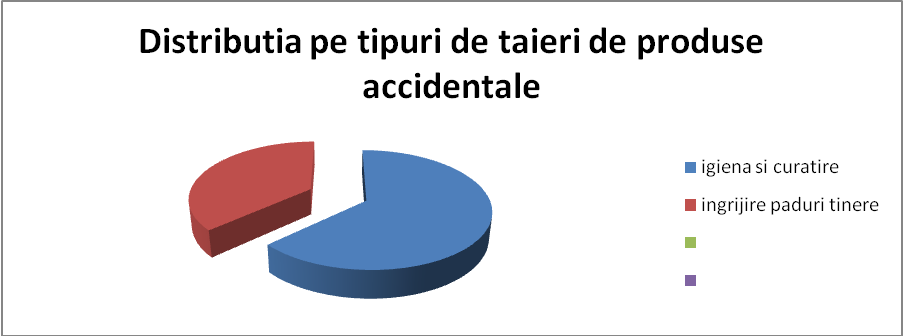 Distributia pe tipuri de taieri de produse
accidentale
igiena si curatire
ingrijire paduri tinere